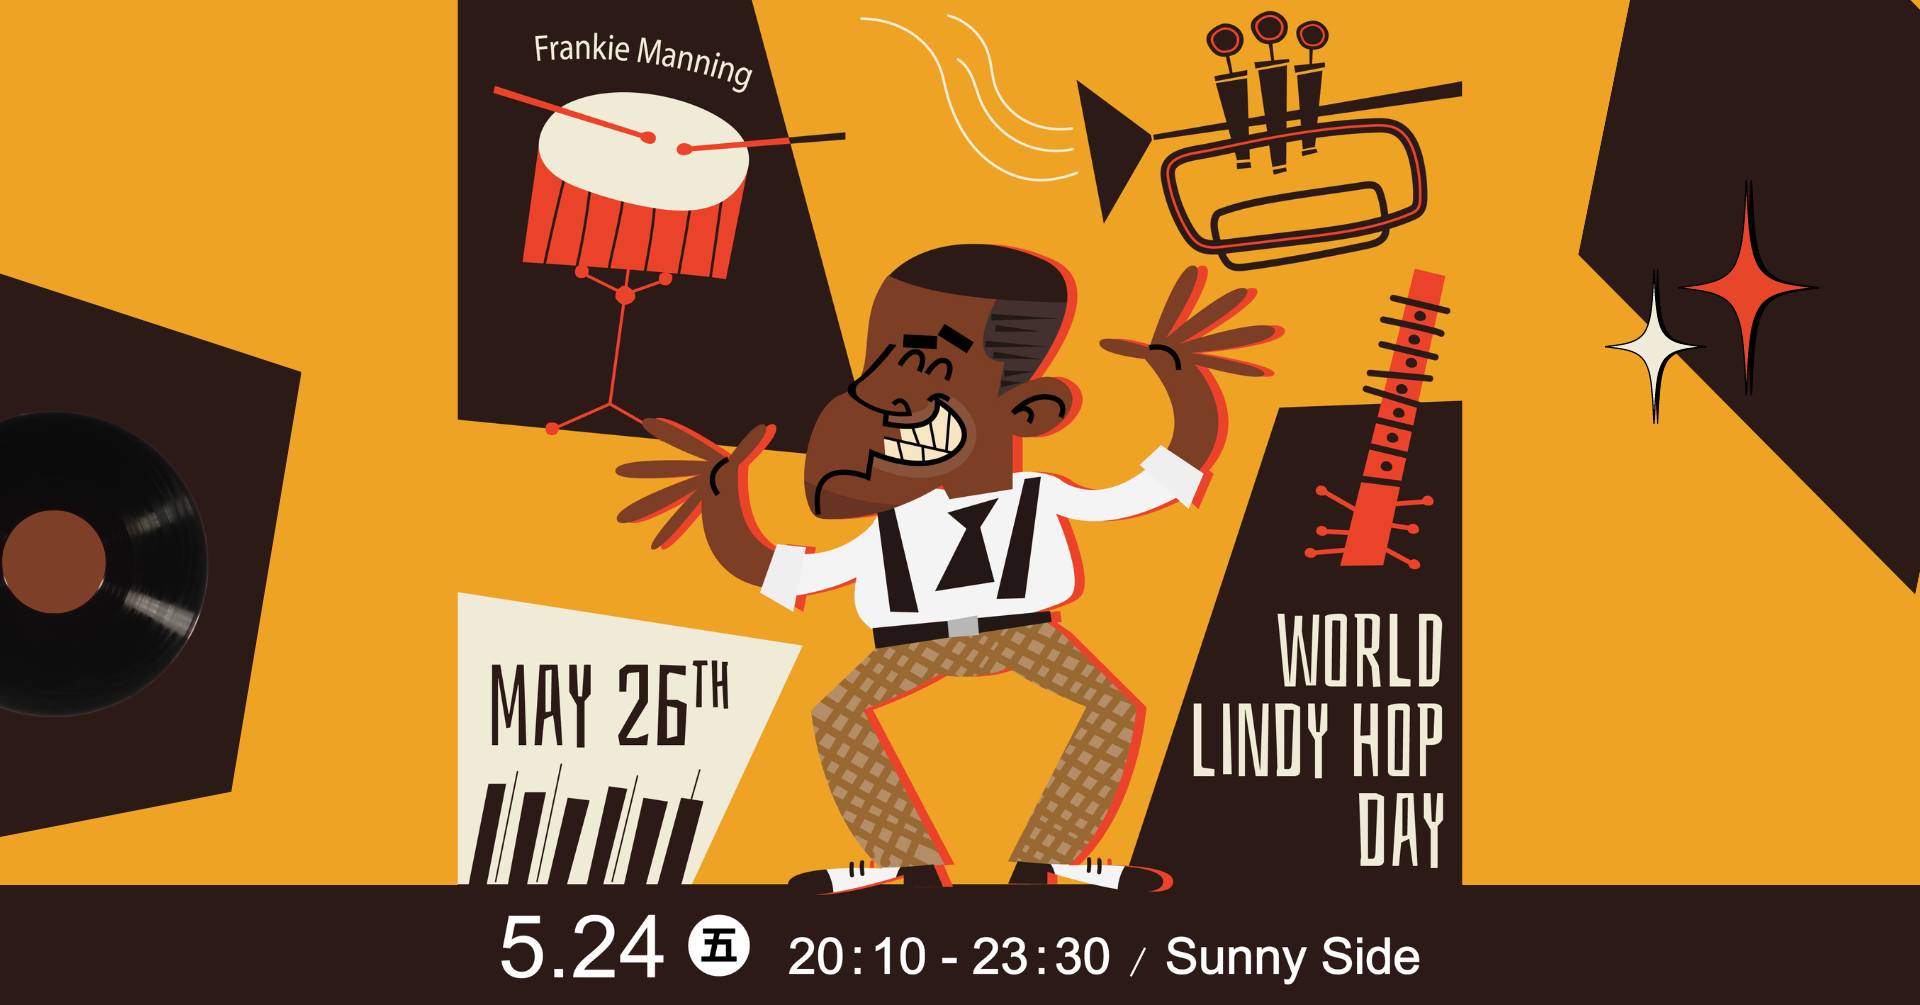 Frankie Manning
MAY 26TH
WORLD
LINDY HOP
DAY
5.24 五 20:10 - 23:30 / Sunny Side